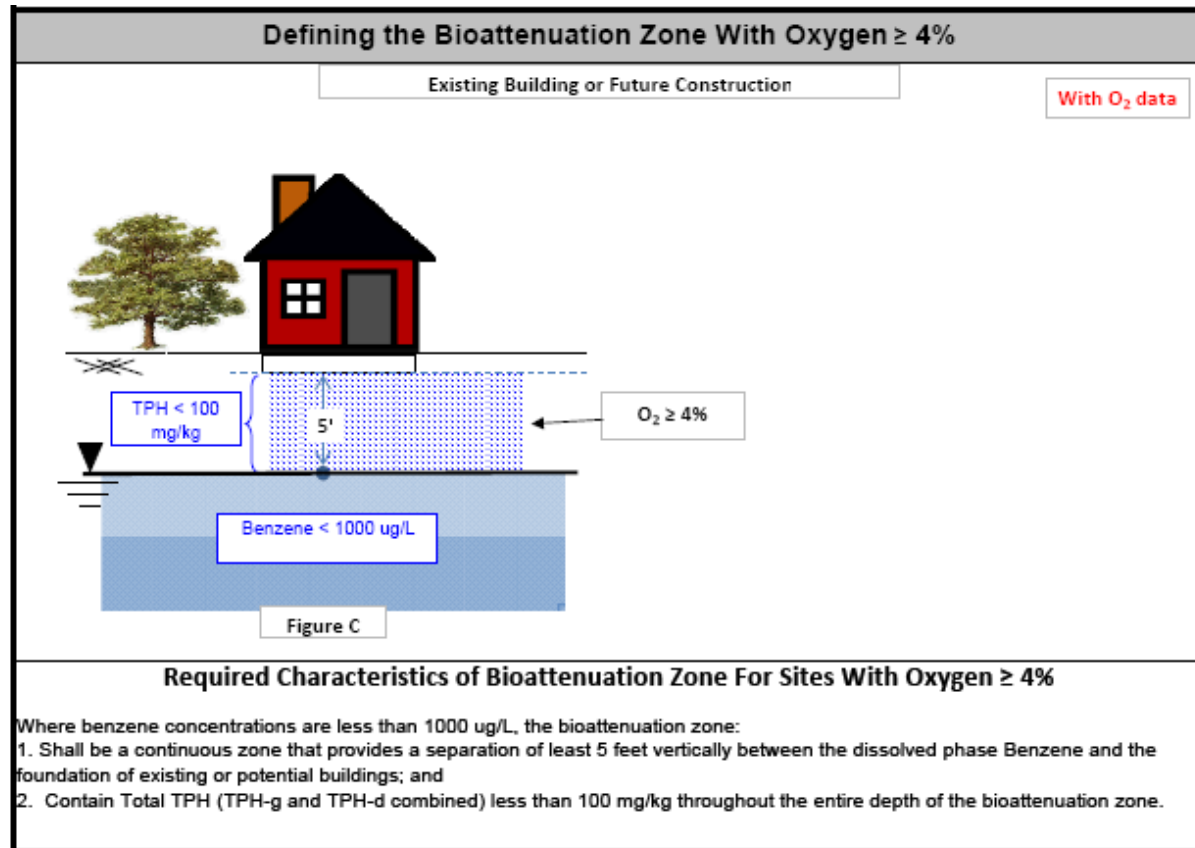 Defining the Bioattenuation Zone With Oxygen ≥ 4%
Existing Building or Future Construction
With O₂ data
TPH < 100
mg/kg
5'
O₂ ≥ 4%
Benzene < 1000 ug/L
Figure C
Required Characteristics of Bioattenuation Zone For Sites With Oxygen ≥ 4%
Where benzene concentrations are less than 1000 ug/L, the bioattenuation zone:
1. Shall be a continuous zone that provides a separation of least 5 feet vertically between the dissolved phase Benzene and the
foundation of existing or potential buildings; and
2. Contain Total TPH (TPH-g and TPH-d combined) less than 100 mg/kg throughout the entire depth of the bioattenuation zone.